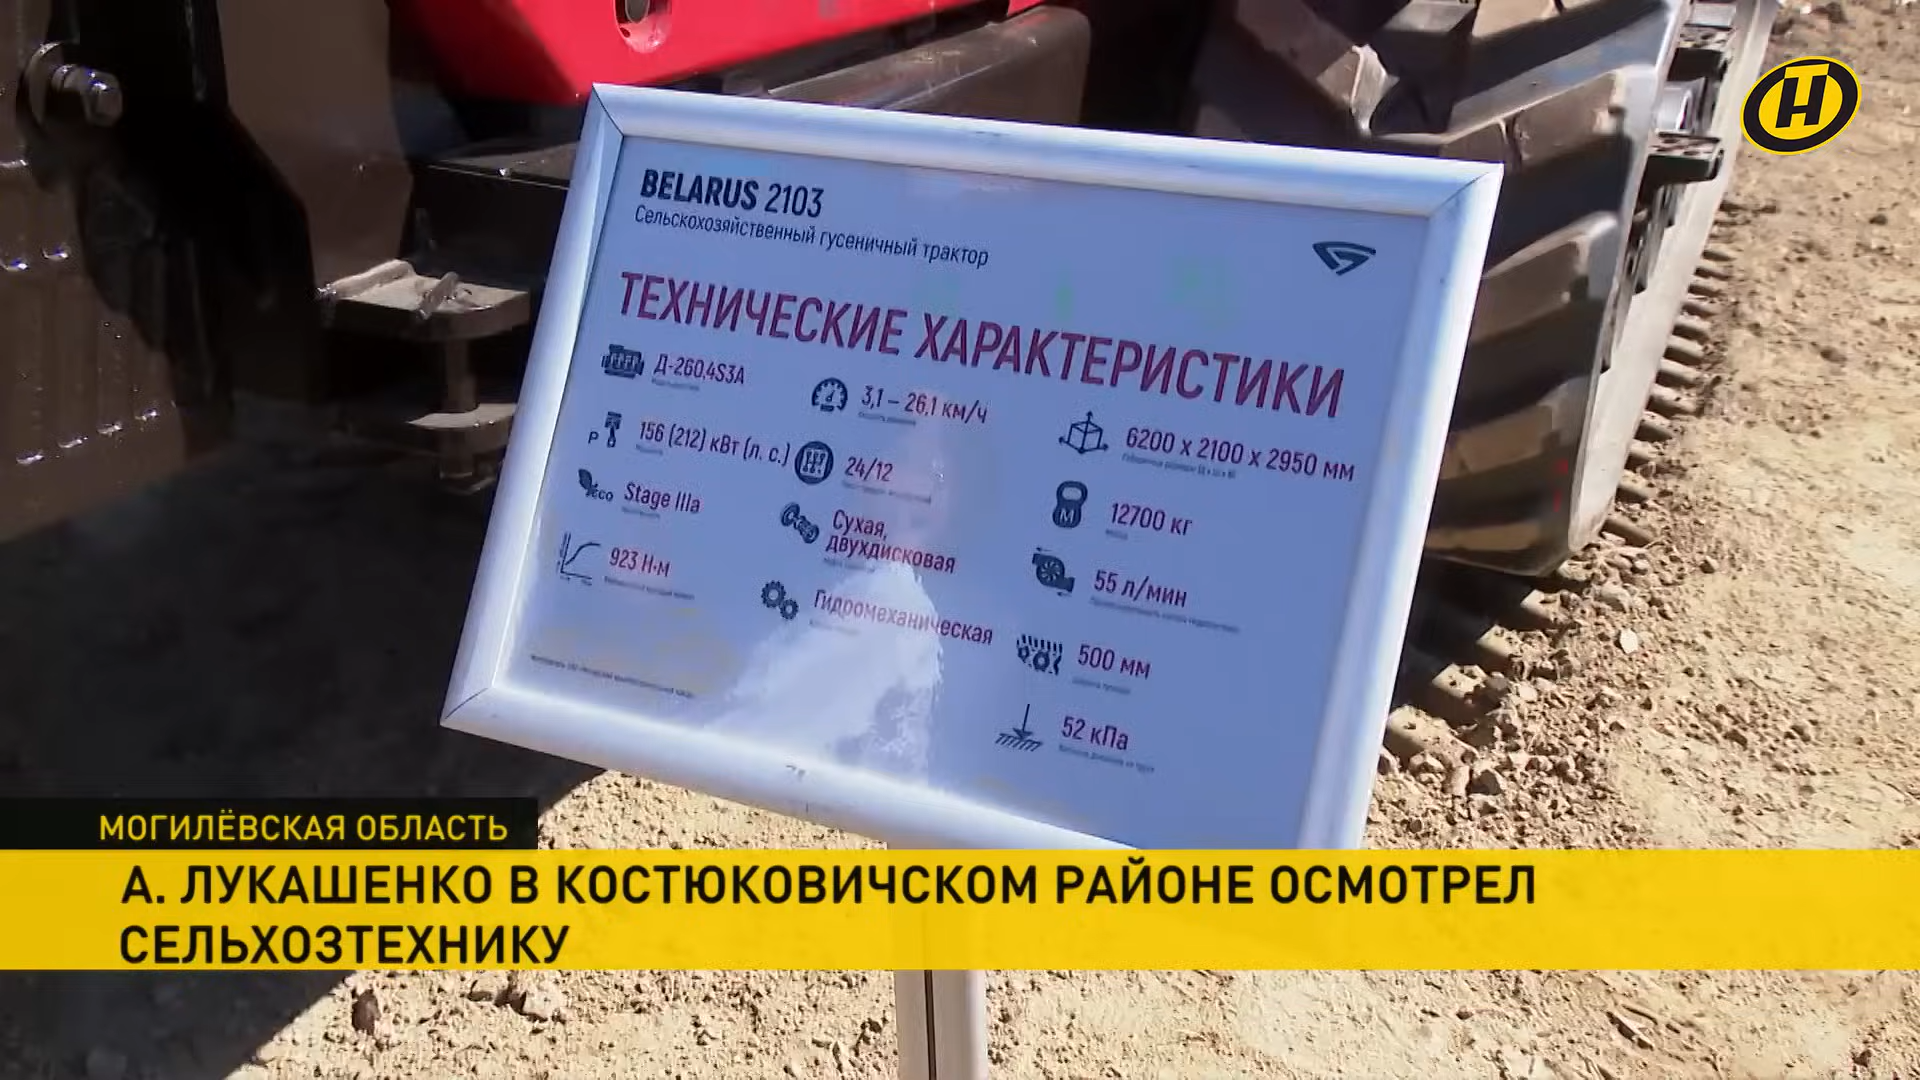 BELARUS 2103
Сельскохозяйственный гусеничный трактор
ТЕХНИЧЕСКИЕ ХАРАКТЕРИСТИКИ
Д-260,4S3A
P 156 (212) кВт (л. с.)
eco Stage IIIa
923 Н·м
3,1 – 26,1 км/ч
24/12
Сухая,
двухдисковая
Гидромеханическая
6200 х 2100 х 2950 мм
М 12700 кг
55 л/мин
500 мм
52 кПа
МОГИЛЁВСКАЯ ОБЛАСТЬ
А. ЛУКАШЕНКО В КОСТЮКОВИЧСКОМ РАЙОНЕ ОСМОТРЕЛ
СЕЛЬХОЗТЕХНИКУ